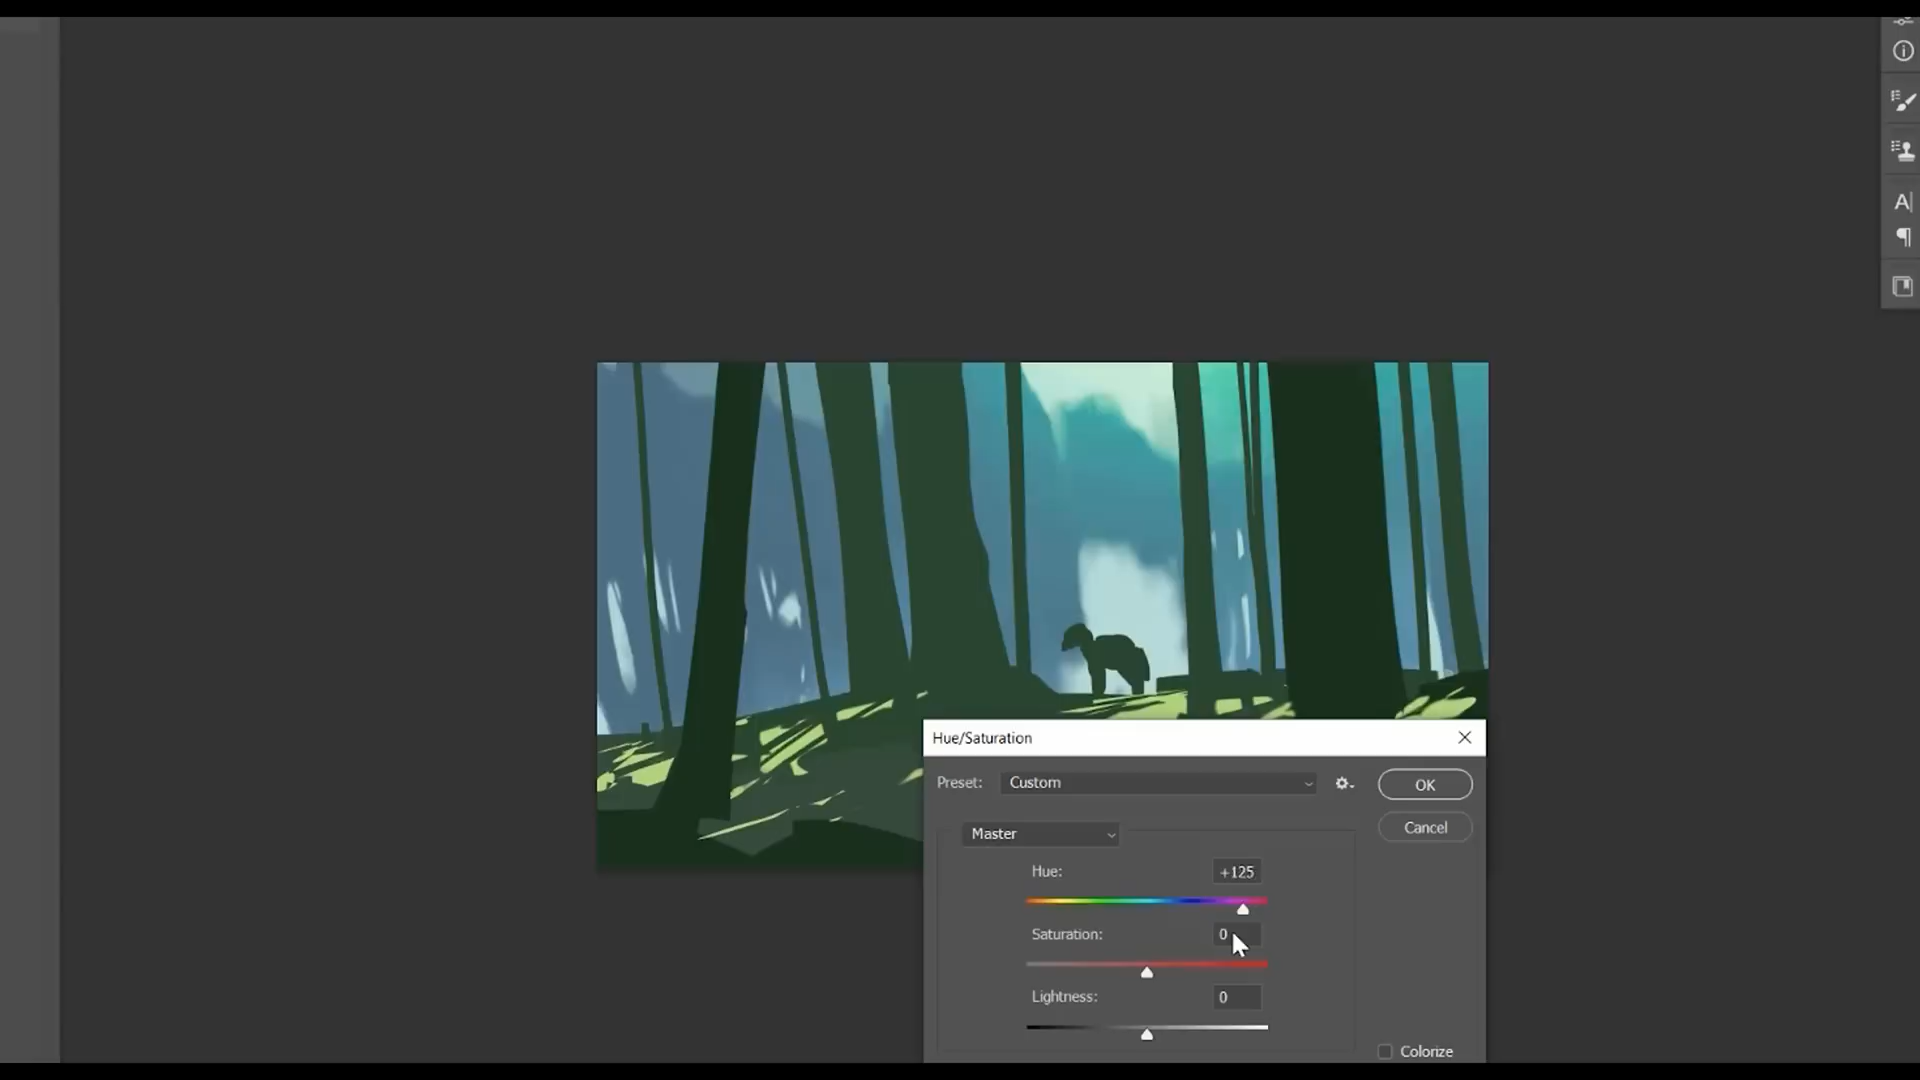 Hue/Saturation
Preset: Custom
OK
Master
Cancel
Hue: +125
Saturation: 0
Lightness: 0
Colorize